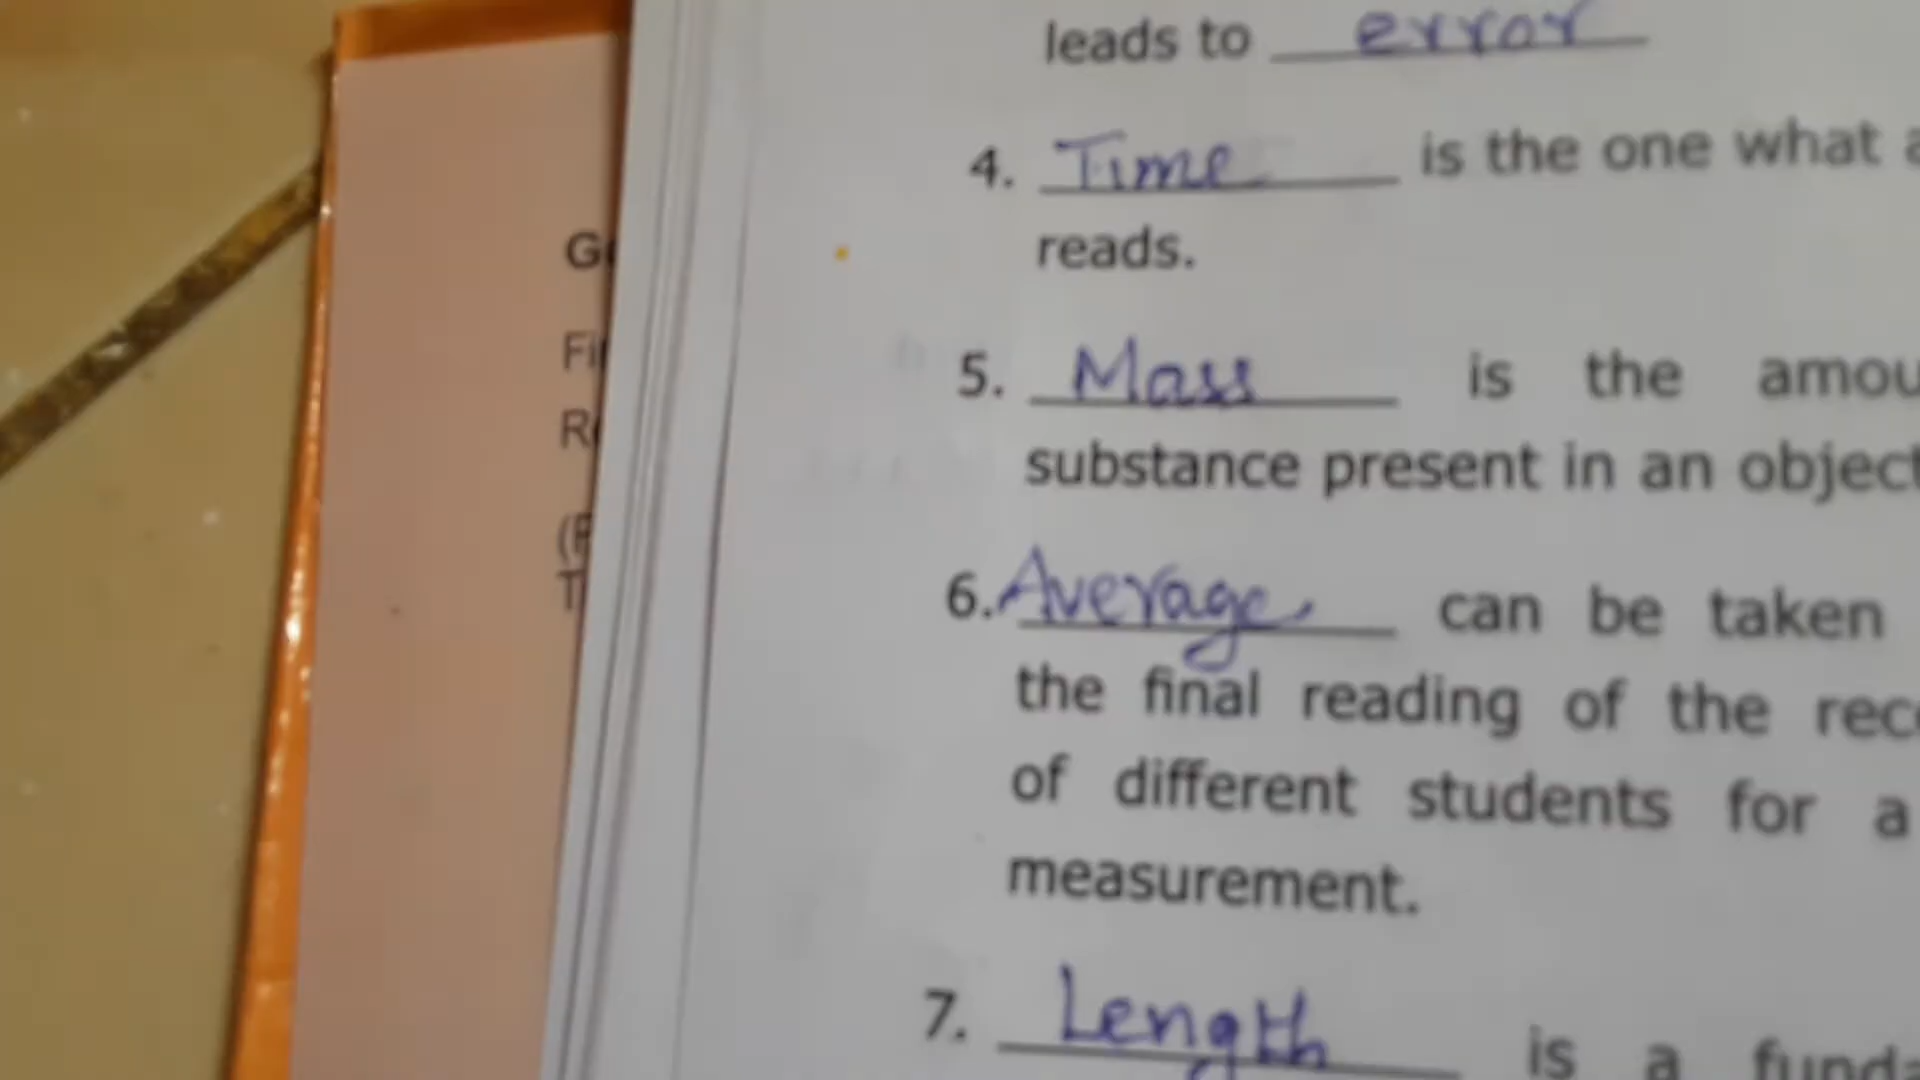 leads to error
4. Time is the one what a
reads.
5. Mass is the amou
substance present in an object
6. Average can be taken
the final reading of the rec
of different students for a
measurement.
7. Length is a funda
G
Fi
R
(F
T